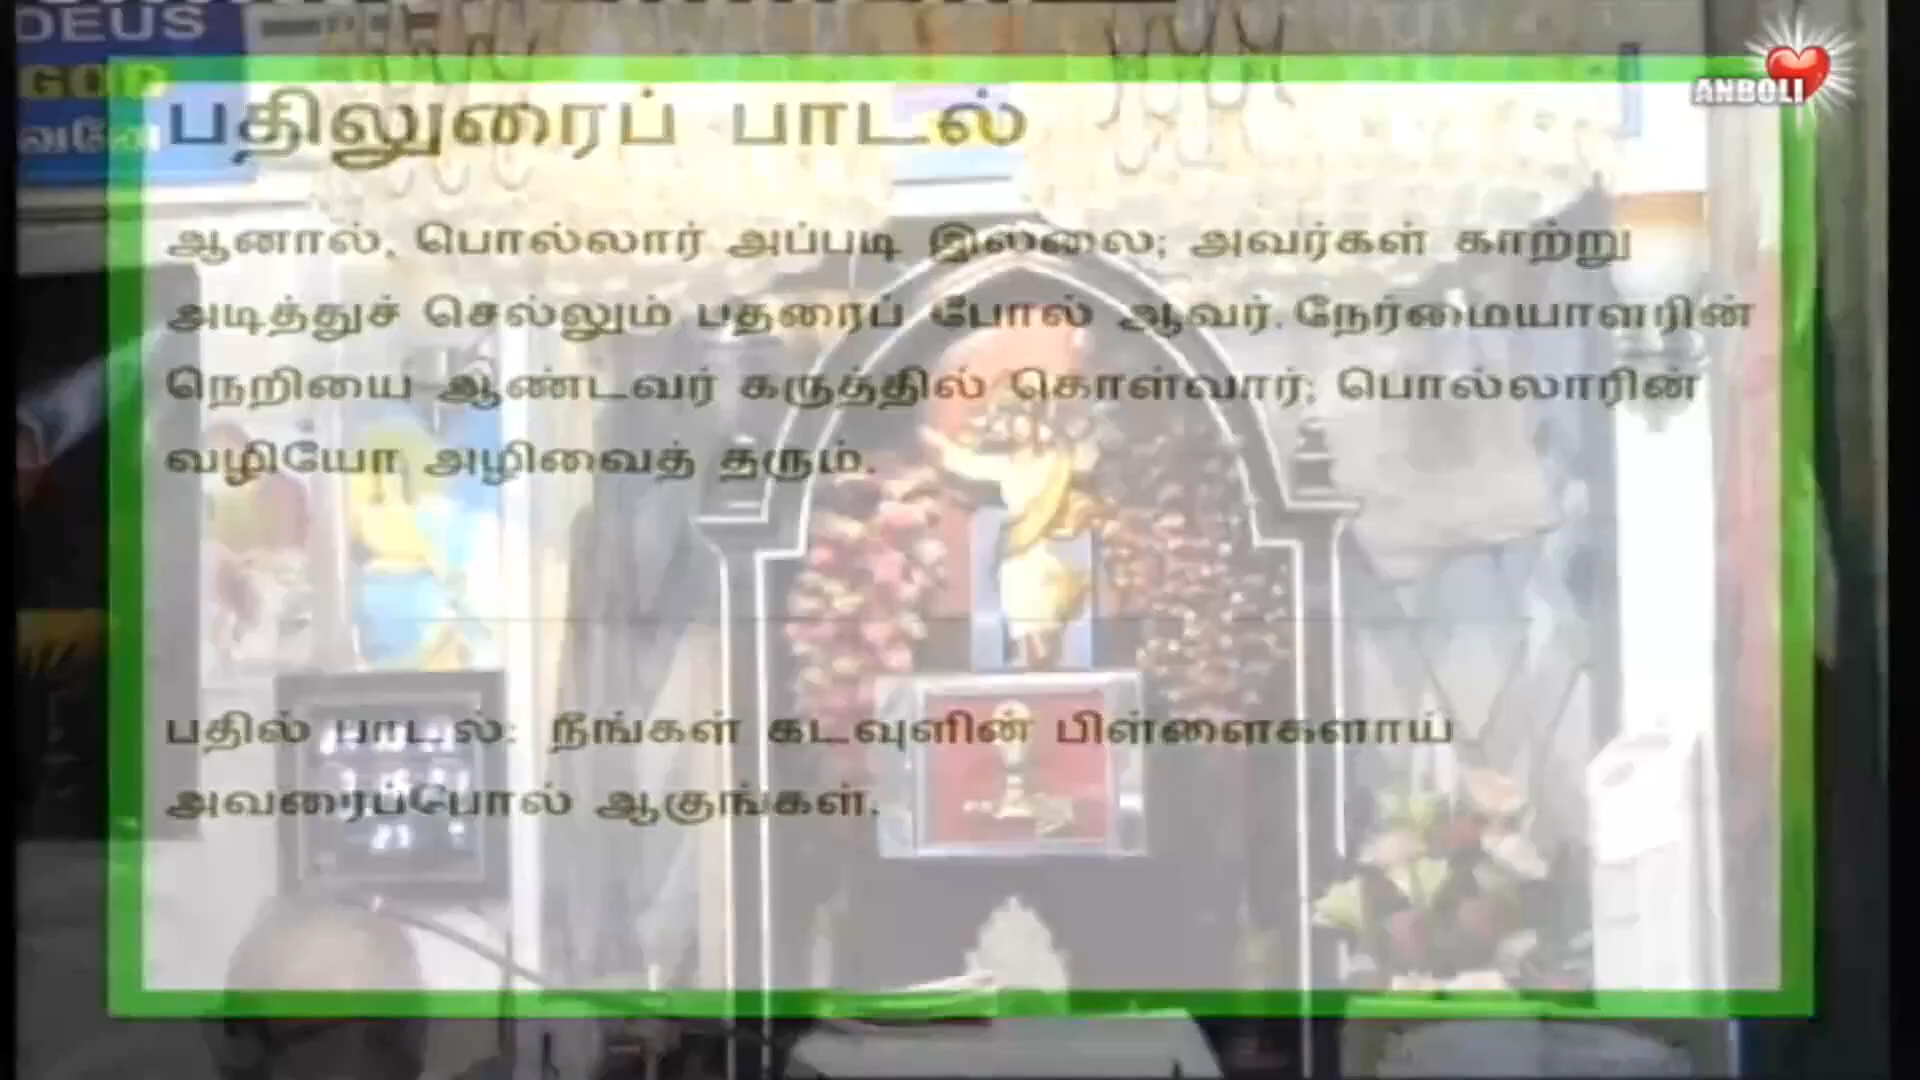 DEUS
GOD
ANBOLI
பதிலுரைப் பாடல்
ஆனால், பொல்லார் அப்படி இல்லை; அவர்கள் காற்று
அடித்துச் செல்லும் பதரைப் போல் ஆவர். நேர்மையாளரின்
நெறியை ஆண்டவர் கருத்தில் கொள்வார்; பொல்லாரின்
வழியோ அழிவைத் தரும்.
பதில் பாடல்: நீங்கள் கடவுளின் பிள்ளைகளாய்
அவரைப்போல் ஆகுங்கள்.